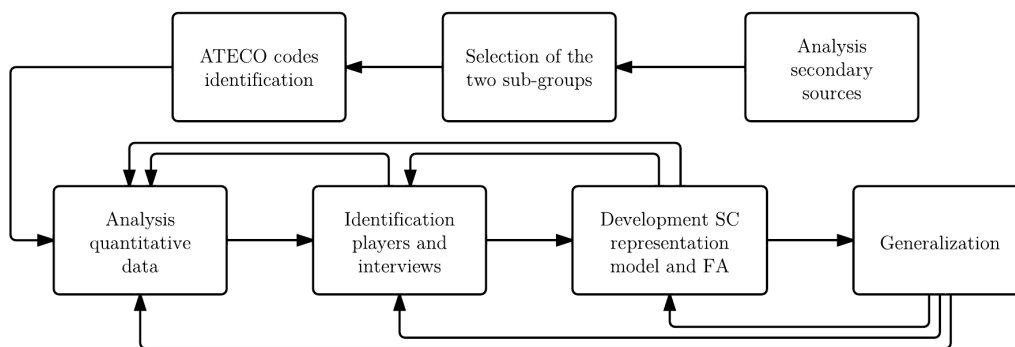 ATECO codes
identification
Selection of the
two sub-groups
Analysis
secondary
sources
Analysis
quantitative
data
Identification
players and
interviews
Development SC
representation
model and FA
Generalization